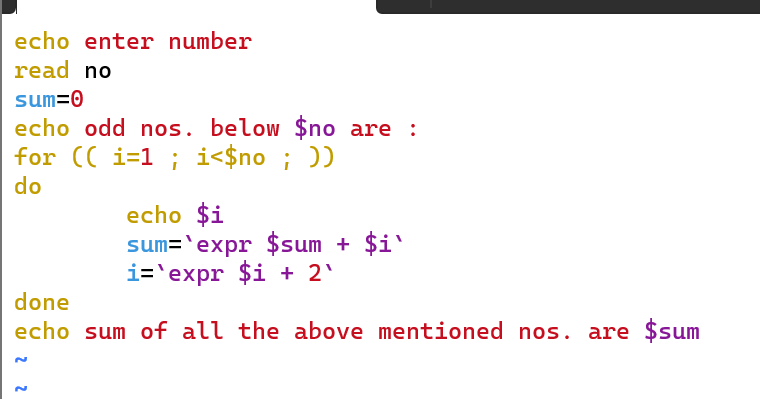 echo enter number
read no
sum=0
echo odd nos. below $no are :
for (( i=1 ; i<$no ; ))
do
        echo $i
        sum=`expr $sum + $i`
        i=`expr $i + 2`
done
echo sum of all the above mentioned nos. are $sum
~
~